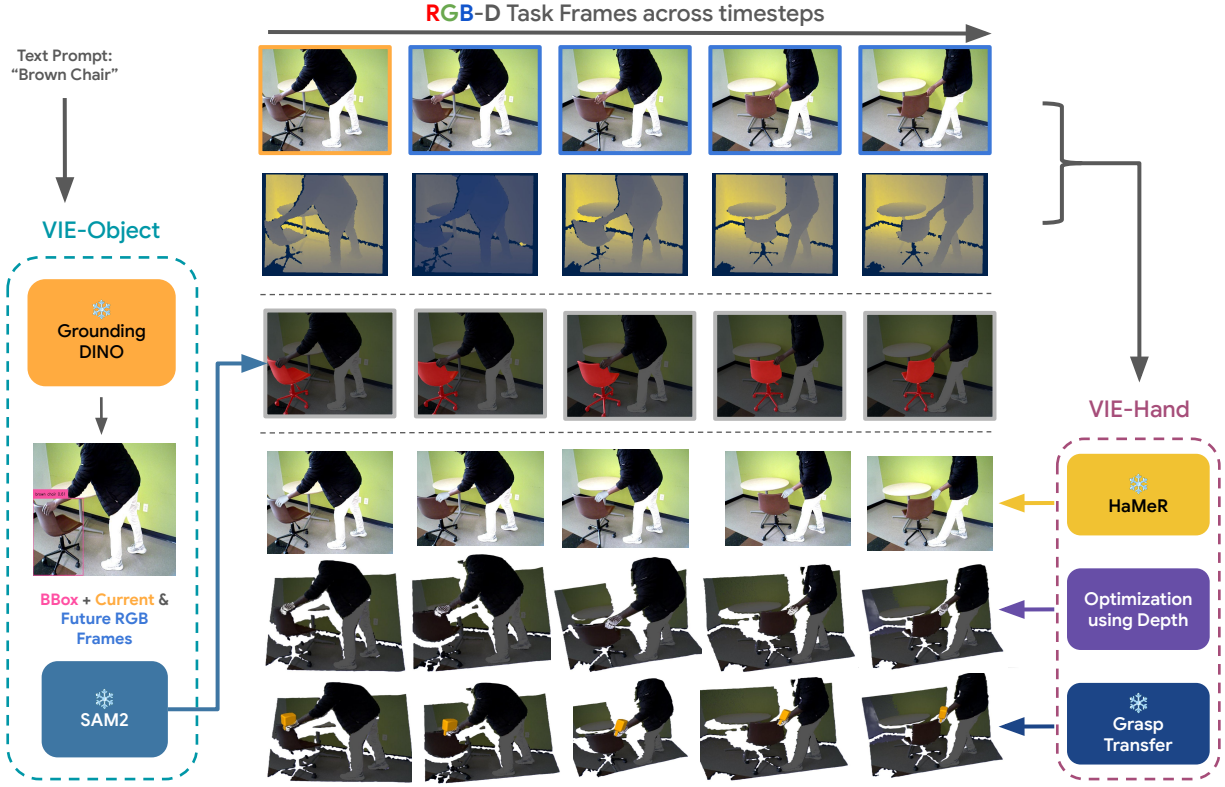 RGB-D Task Frames across timesteps
Text Prompt:
“Brown Chair”
VIE-Object
Grounding
DINO
BBox + Current &
Future RGB
Frames
SAM2
VIE-Hand
HaMeR
Optimization
using Depth
Grasp
Transfer